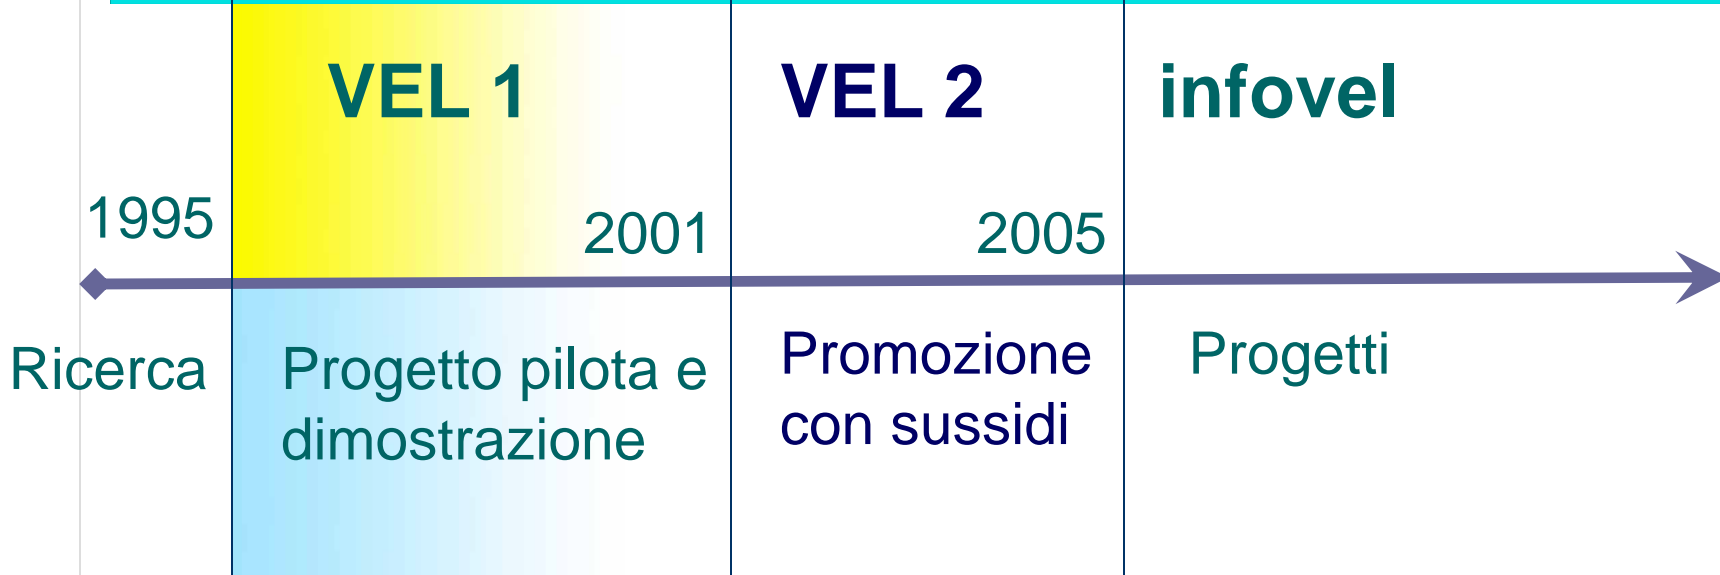 VEL 1
VEL 2
infovel
1995
2001
2005
Ricerca
Progetto pilota e
dimostrazione
Promozione
con sussidi
Progetti